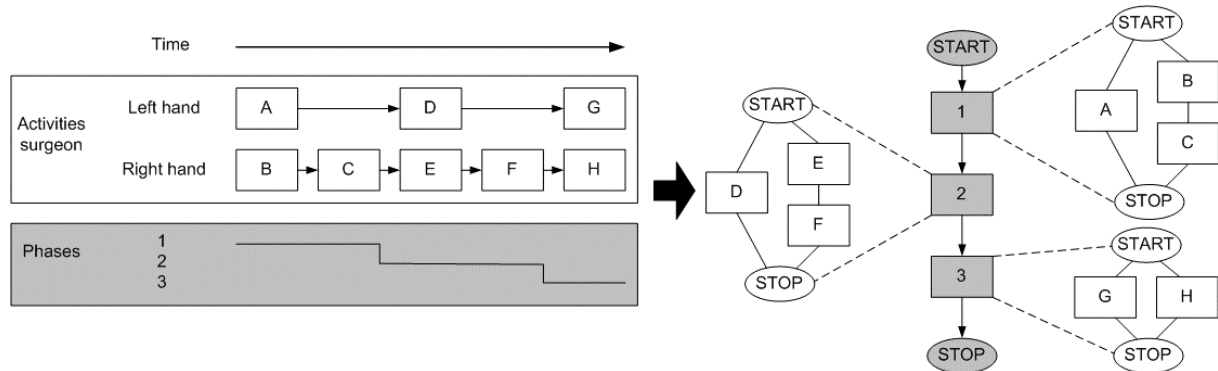 Time
Activities
surgeon
Left hand
A
D
G
Right hand
B
C
E
F
H
Phases
1
2
3
START
D
E
F
STOP
START
1
2
3
STOP
START
A
B
C
STOP
START
G
H
STOP